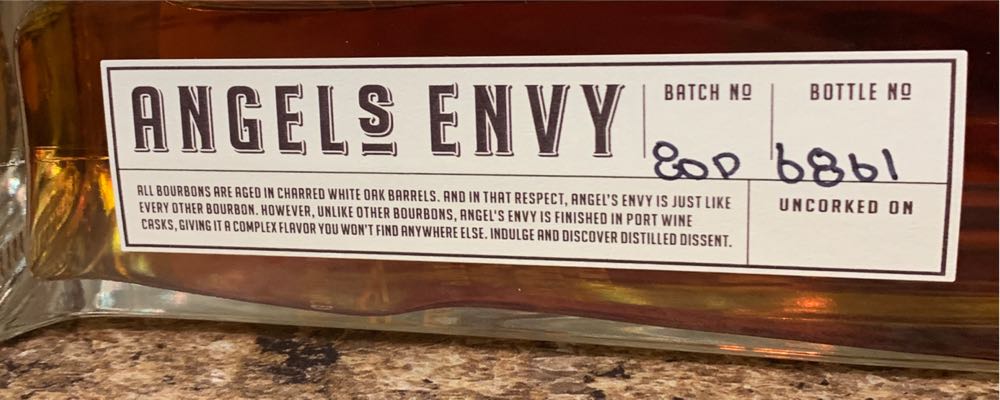 ANGELS ENVY
BATCH NO
80D
BOTTLE NO
6861
ALL BOURBONS ARE AGED IN CHARRED WHITE OAK BARRELS. AND IN THAT RESPECT, ANGEL'S ENVY IS JUST LIKE
EVERY OTHER BOURBON. HOWEVER, UNLIKE OTHER BOURBONS, ANGEL'S ENVY IS FINISHED IN PORT WINE
CASKS, GIVING IT A COMPLEX FLAVOR YOU WON'T FIND ANYWHERE ELSE. INDULGE AND DISCOVER DISTILLED DISSENT.
UNCORKED ON